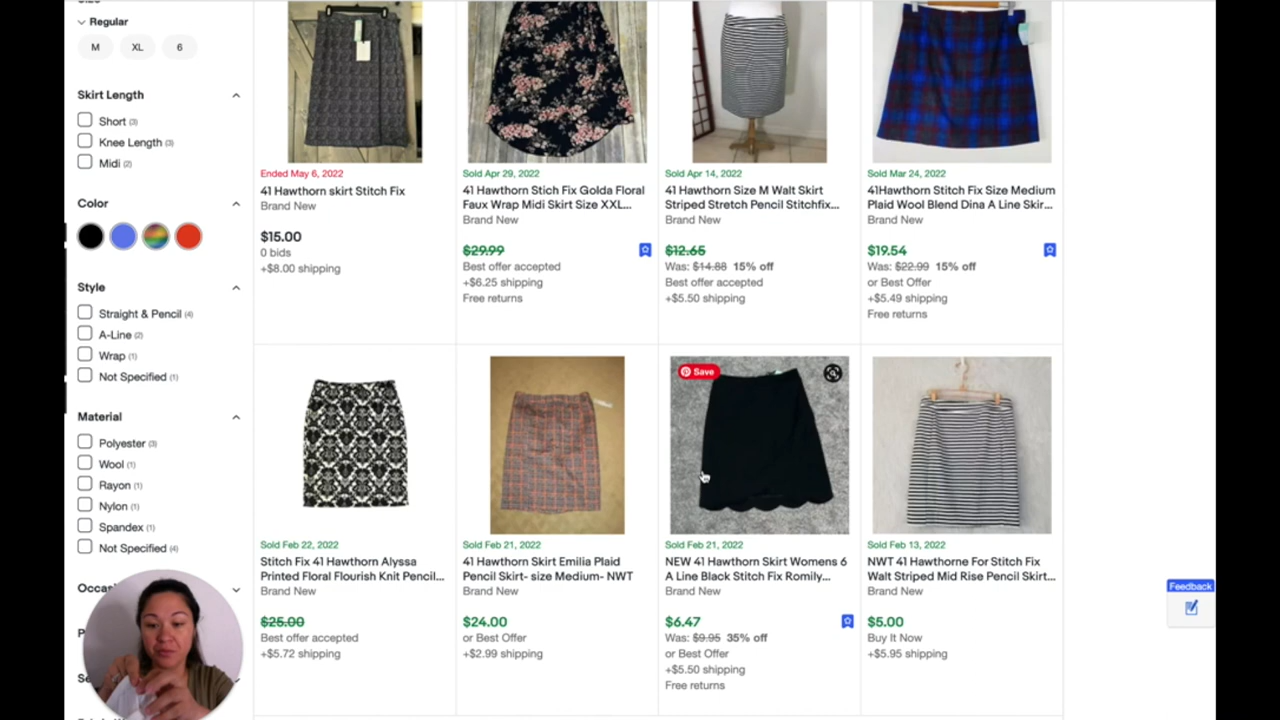 Regular
M
XL
6
Skirt Length
Short (3)
Knee Length (3)
Midi (2)
Color
Style
Straight & Pencil (4)
A-Line (2)
Wrap (1)
Not Specified (1)
Material
Polyester (3)
Wool (1)
Rayon (1)
Nylon (1)
Spandex (1)
Not Specified (4)
Ended May 6, 2022
41 Hawthorn skirt Stitch Fix
Brand New
$15.00
0 bids
+$8.00 shipping
Sold Apr 29, 2022
41 Hawthorn Stich Fix Golda Floral
Faux Wrap Midi Skirt Size XXL...
Brand New
$29.99
Best offer accepted
+$6.25 shipping
Free returns
Sold Apr 14, 2022
41 Hawthorn Size M Walt Skirt
Striped Stretch Pencil Stitchfix...
Brand New
$12.65
Was: $14.88 15% off
Best offer accepted
+$5.50 shipping
Sold Mar 24, 2022
41Hawthorn Stitch Fix Size Medium
Plaid Wool Blend Dina A Line Skir...
Brand New
$19.54
Was: $22.99 15% off
or Best Offer
+$5.49 shipping
Free returns
Sold Feb 22, 2022
Stitch Fix 41 Hawthorn Alyssa
Printed Floral Flourish Knit Pencil...
Brand New
$25.00
Best offer accepted
+$5.72 shipping
Sold Feb 21, 2022
41 Hawthorn Skirt Emilia Plaid
Pencil Skirt- size Medium- NWT
Brand New
$24.00
or Best Offer
+$2.99 shipping
Save
Sold Feb 21, 2022
NEW 41 Hawthorn Skirt Womens 6
A Line Black Stitch Fix Romily...
Brand New
$6.47
Was: $9.95 35% off
or Best Offer
+$5.50 shipping
Free returns
Sold Feb 13, 2022
NWT 41 Hawthorne For Stitch Fix
Walt Striped Mid Rise Pencil Skirt...
Brand New
$5.00
Buy It Now
+$5.95 shipping
Feedback